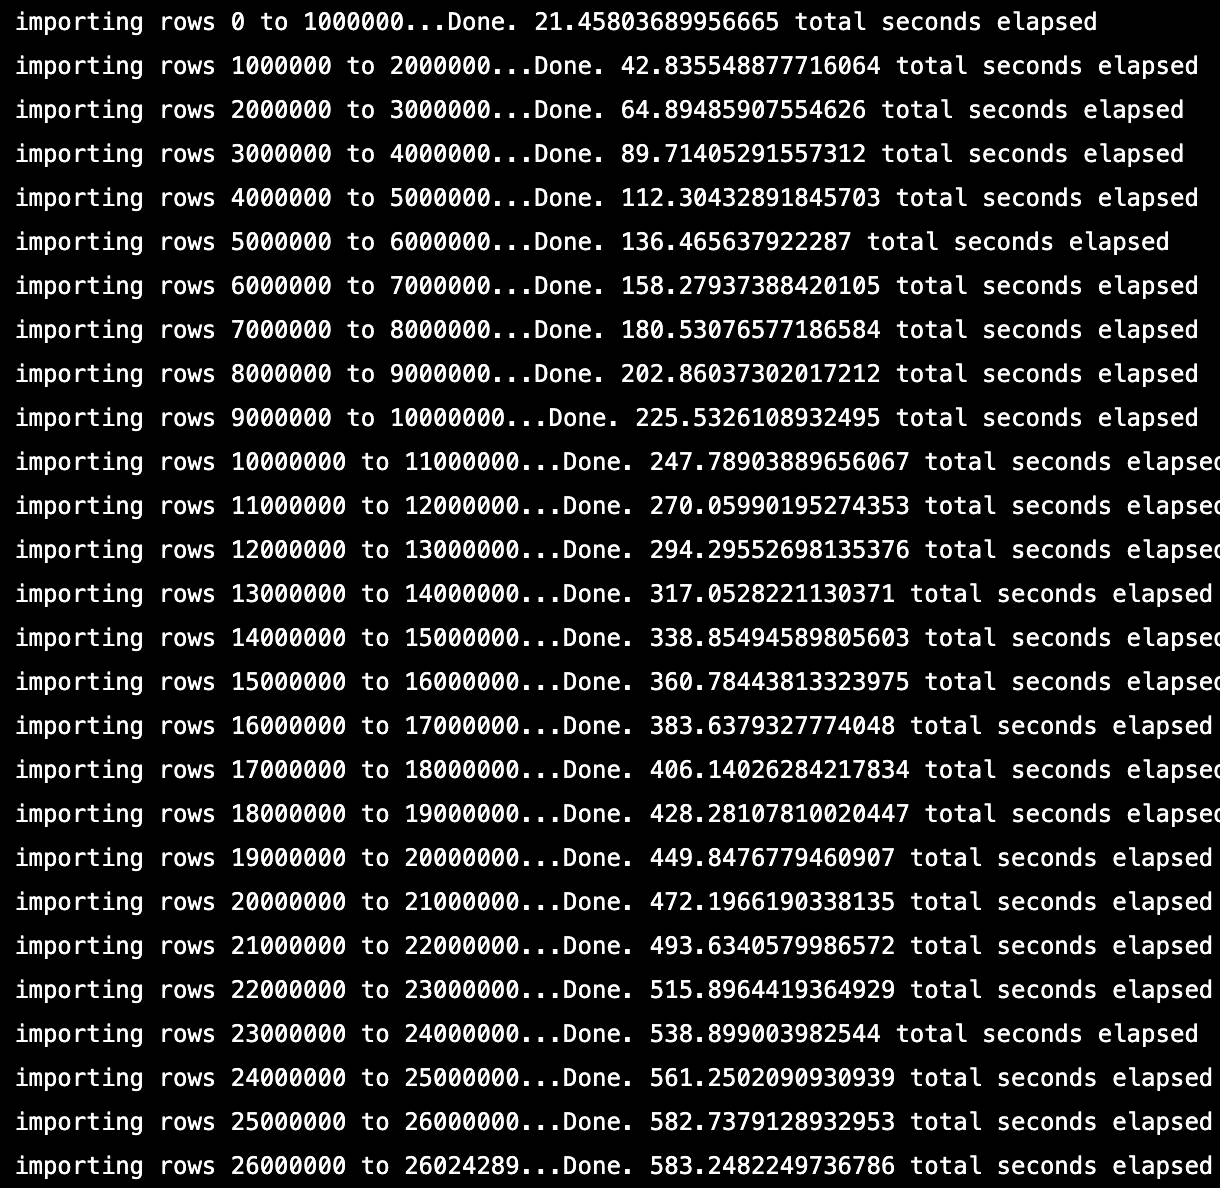 importing rows 0 to 1000000...Done. 21.45803689956665 total seconds elapsed
importing rows 1000000 to 2000000...Done. 42.835548877716064 total seconds elapsed
importing rows 2000000 to 3000000...Done. 64.89485907554626 total seconds elapsed
importing rows 3000000 to 4000000...Done. 89.71405291557312 total seconds elapsed
importing rows 4000000 to 5000000...Done. 112.30432891845703 total seconds elapsed
importing rows 5000000 to 6000000...Done. 136.465637922287 total seconds elapsed
importing rows 6000000 to 7000000...Done. 158.27937388420105 total seconds elapsed
importing rows 7000000 to 8000000...Done. 180.53076577186584 total seconds elapsed
importing rows 8000000 to 9000000...Done. 202.86037302017212 total seconds elapsed
importing rows 9000000 to 10000000...Done. 225.5326108932495 total seconds elapsed
importing rows 10000000 to 11000000...Done. 247.78903889656067 total seconds elapsed
importing rows 11000000 to 12000000...Done. 270.05990195274353 total seconds elapsed
importing rows 12000000 to 13000000...Done. 294.29552698135376 total seconds elapsed
importing rows 13000000 to 14000000...Done. 317.0528221130371 total seconds elapsed
importing rows 14000000 to 15000000...Done. 338.85494589805603 total seconds elapsed
importing rows 15000000 to 16000000...Done. 360.78443813323975 total seconds elapsed
importing rows 16000000 to 17000000...Done. 383.6379327774048 total seconds elapsed
importing rows 17000000 to 18000000...Done. 406.14026284217834 total seconds elapsed
importing rows 18000000 to 19000000...Done. 428.28107810020447 total seconds elapsed
importing rows 19000000 to 20000000...Done. 449.8476779460907 total seconds elapsed
importing rows 20000000 to 21000000...Done. 472.1966190338135 total seconds elapsed
importing rows 21000000 to 22000000...Done. 493.6340579986572 total seconds elapsed
importing rows 22000000 to 23000000...Done. 515.8964419364929 total seconds elapsed
importing rows 23000000 to 24000000...Done. 538.899003982544 total seconds elapsed
importing rows 24000000 to 25000000...Done. 561.2502090930939 total seconds elapsed
importing rows 25000000 to 26000000...Done. 582.7379128932953 total seconds elapsed
importing rows 26000000 to 26024289...Done. 583.2482249736786 total seconds elapsed